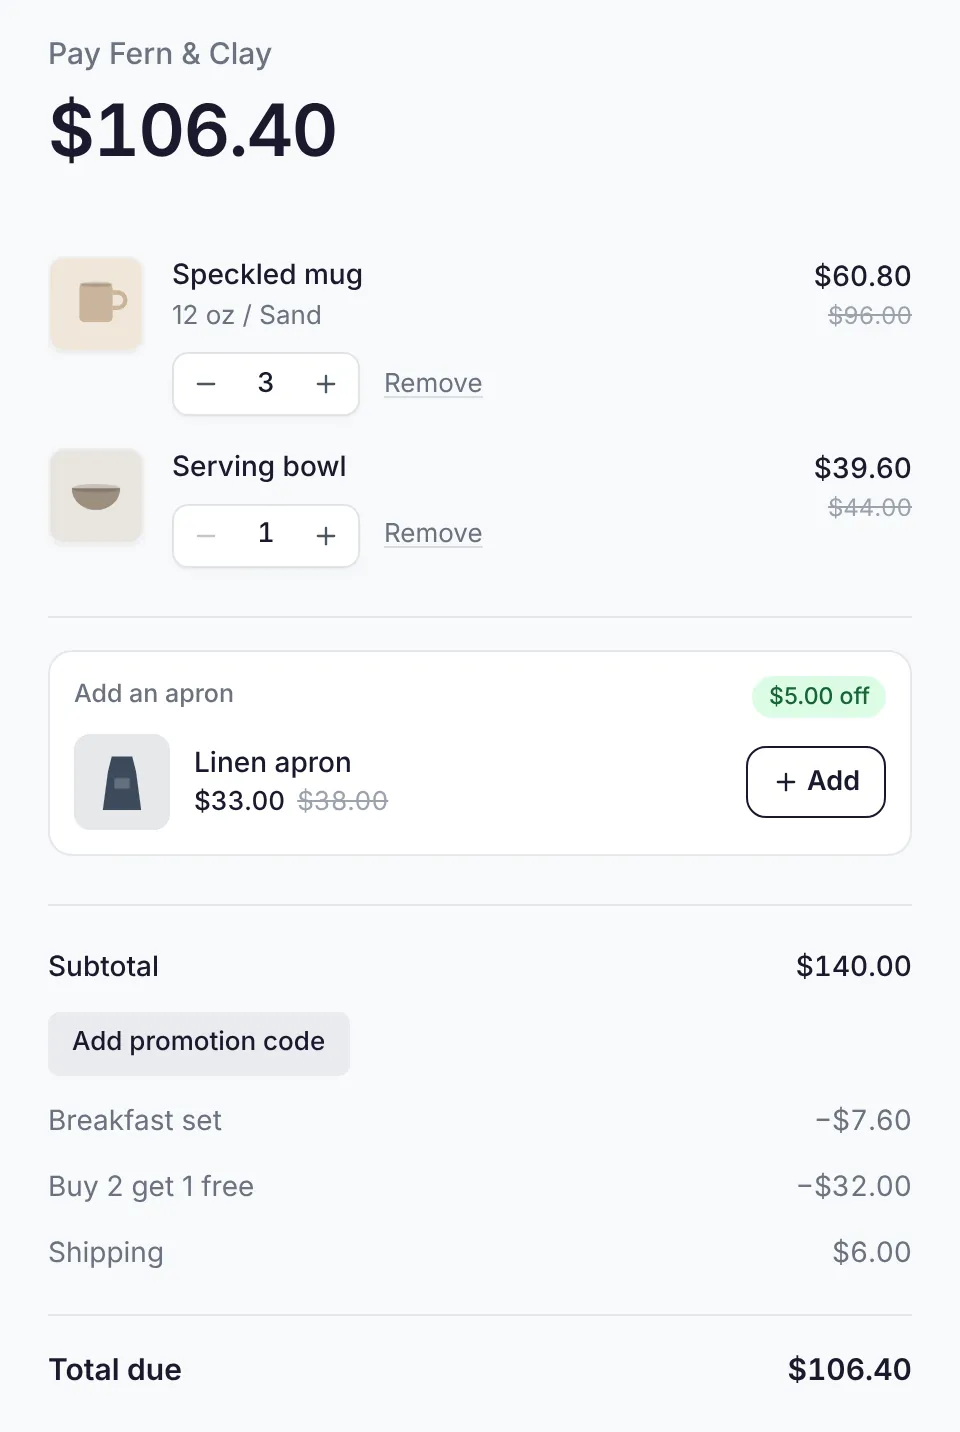 Pay Fern & Clay
$106.40
Speckled mug
$60.80
12 oz / Sand
$96.00
− 3 + Remove
Serving bowl
$39.60
$44.00
− 1 + Remove
Add an apron
$5.00 off
Linen apron
$33.00 $38.00
+ Add
Subtotal
$140.00
Add promotion code
Breakfast set
−$7.60
Buy 2 get 1 free
−$32.00
Shipping
$6.00
Total due
$106.40